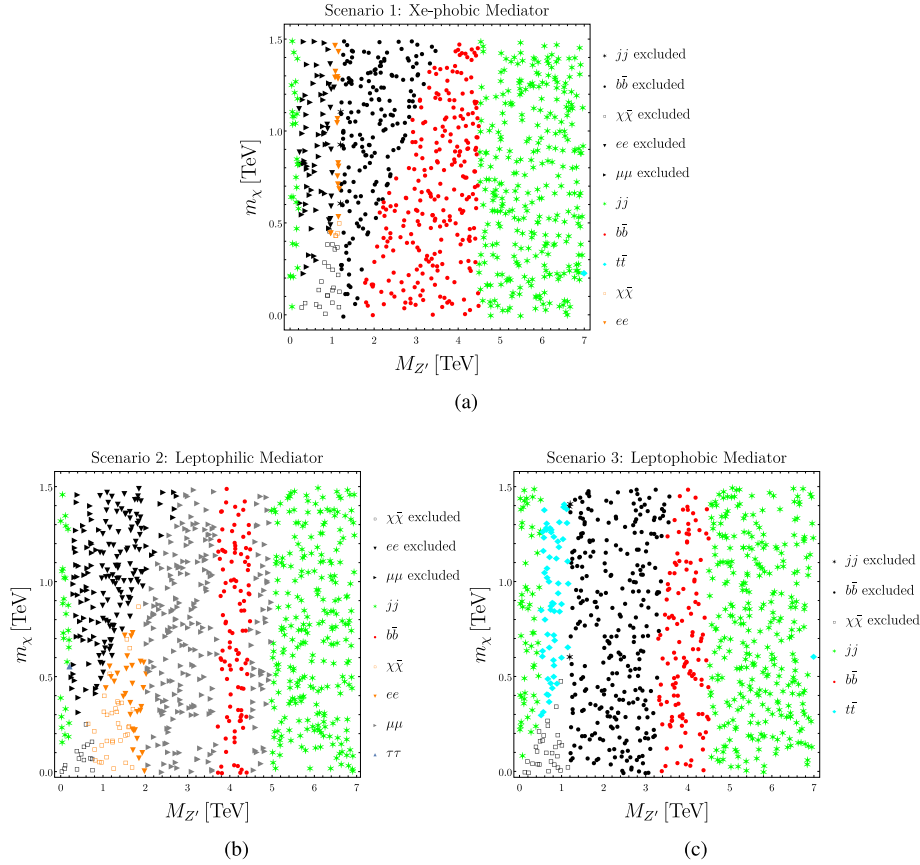 Scenario 1: Xe-phobic Mediator
1.5
1.0
0.5
0.0
m_χ [TeV]
0 1 2 3 4 5 6 7
M_Z′ [TeV]
jj excluded
bb̄ excluded
χχ̄ excluded
ee excluded
μμ excluded
jj
bb̄
tt̄
χχ̄
ee
(a)
Scenario 2: Leptophilic Mediator
1.5
1.0
0.5
0.0
m_χ [TeV]
0 1 2 3 4 5 6 7
M_Z′ [TeV]
χχ̄ excluded
ee excluded
μμ excluded
jj
bb̄
χχ̄
ee
μμ
ττ
(b)
Scenario 3: Leptophobic Mediator
1.5
1.0
0.5
0.0
m_χ [TeV]
0 1 2 3 4 5 6 7
M_Z′ [TeV]
jj excluded
bb̄ excluded
χχ̄ excluded
jj
bb̄
tt̄
(c)